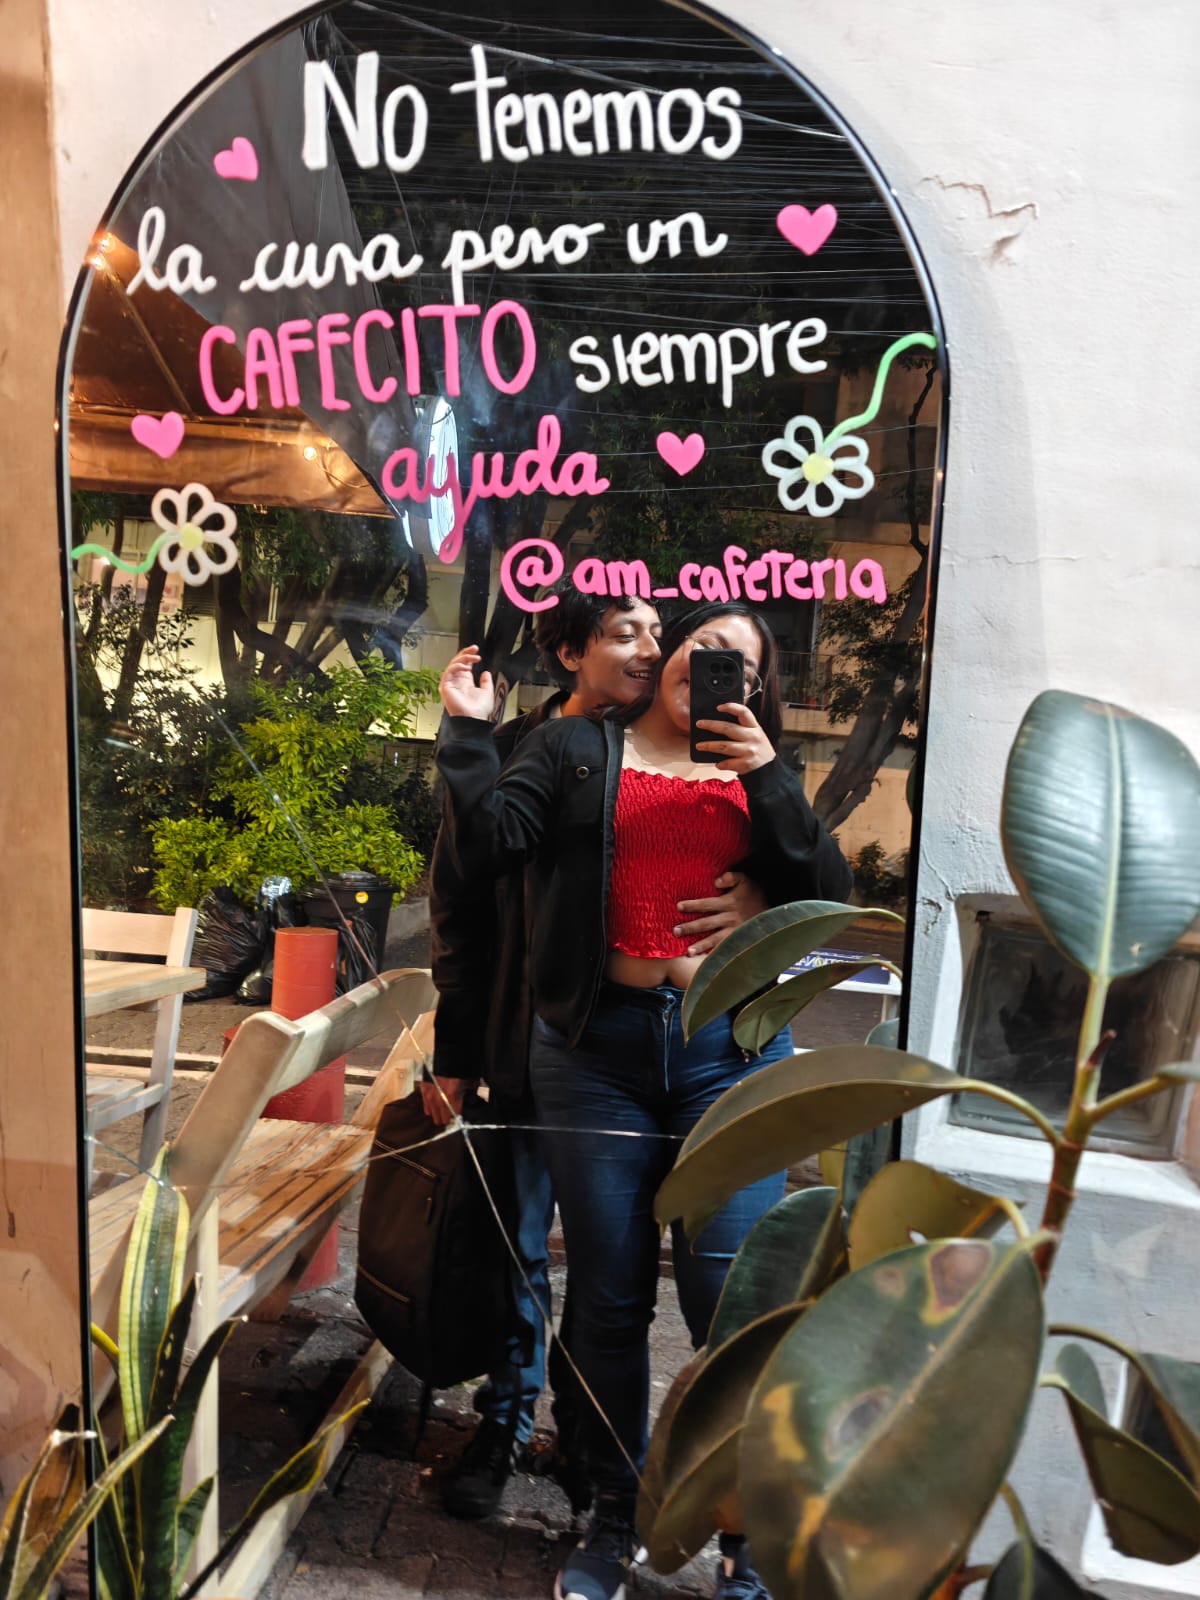 No tenemos
la cura pero un
CAFECITO siempre
ayuda
@am_cafeteria